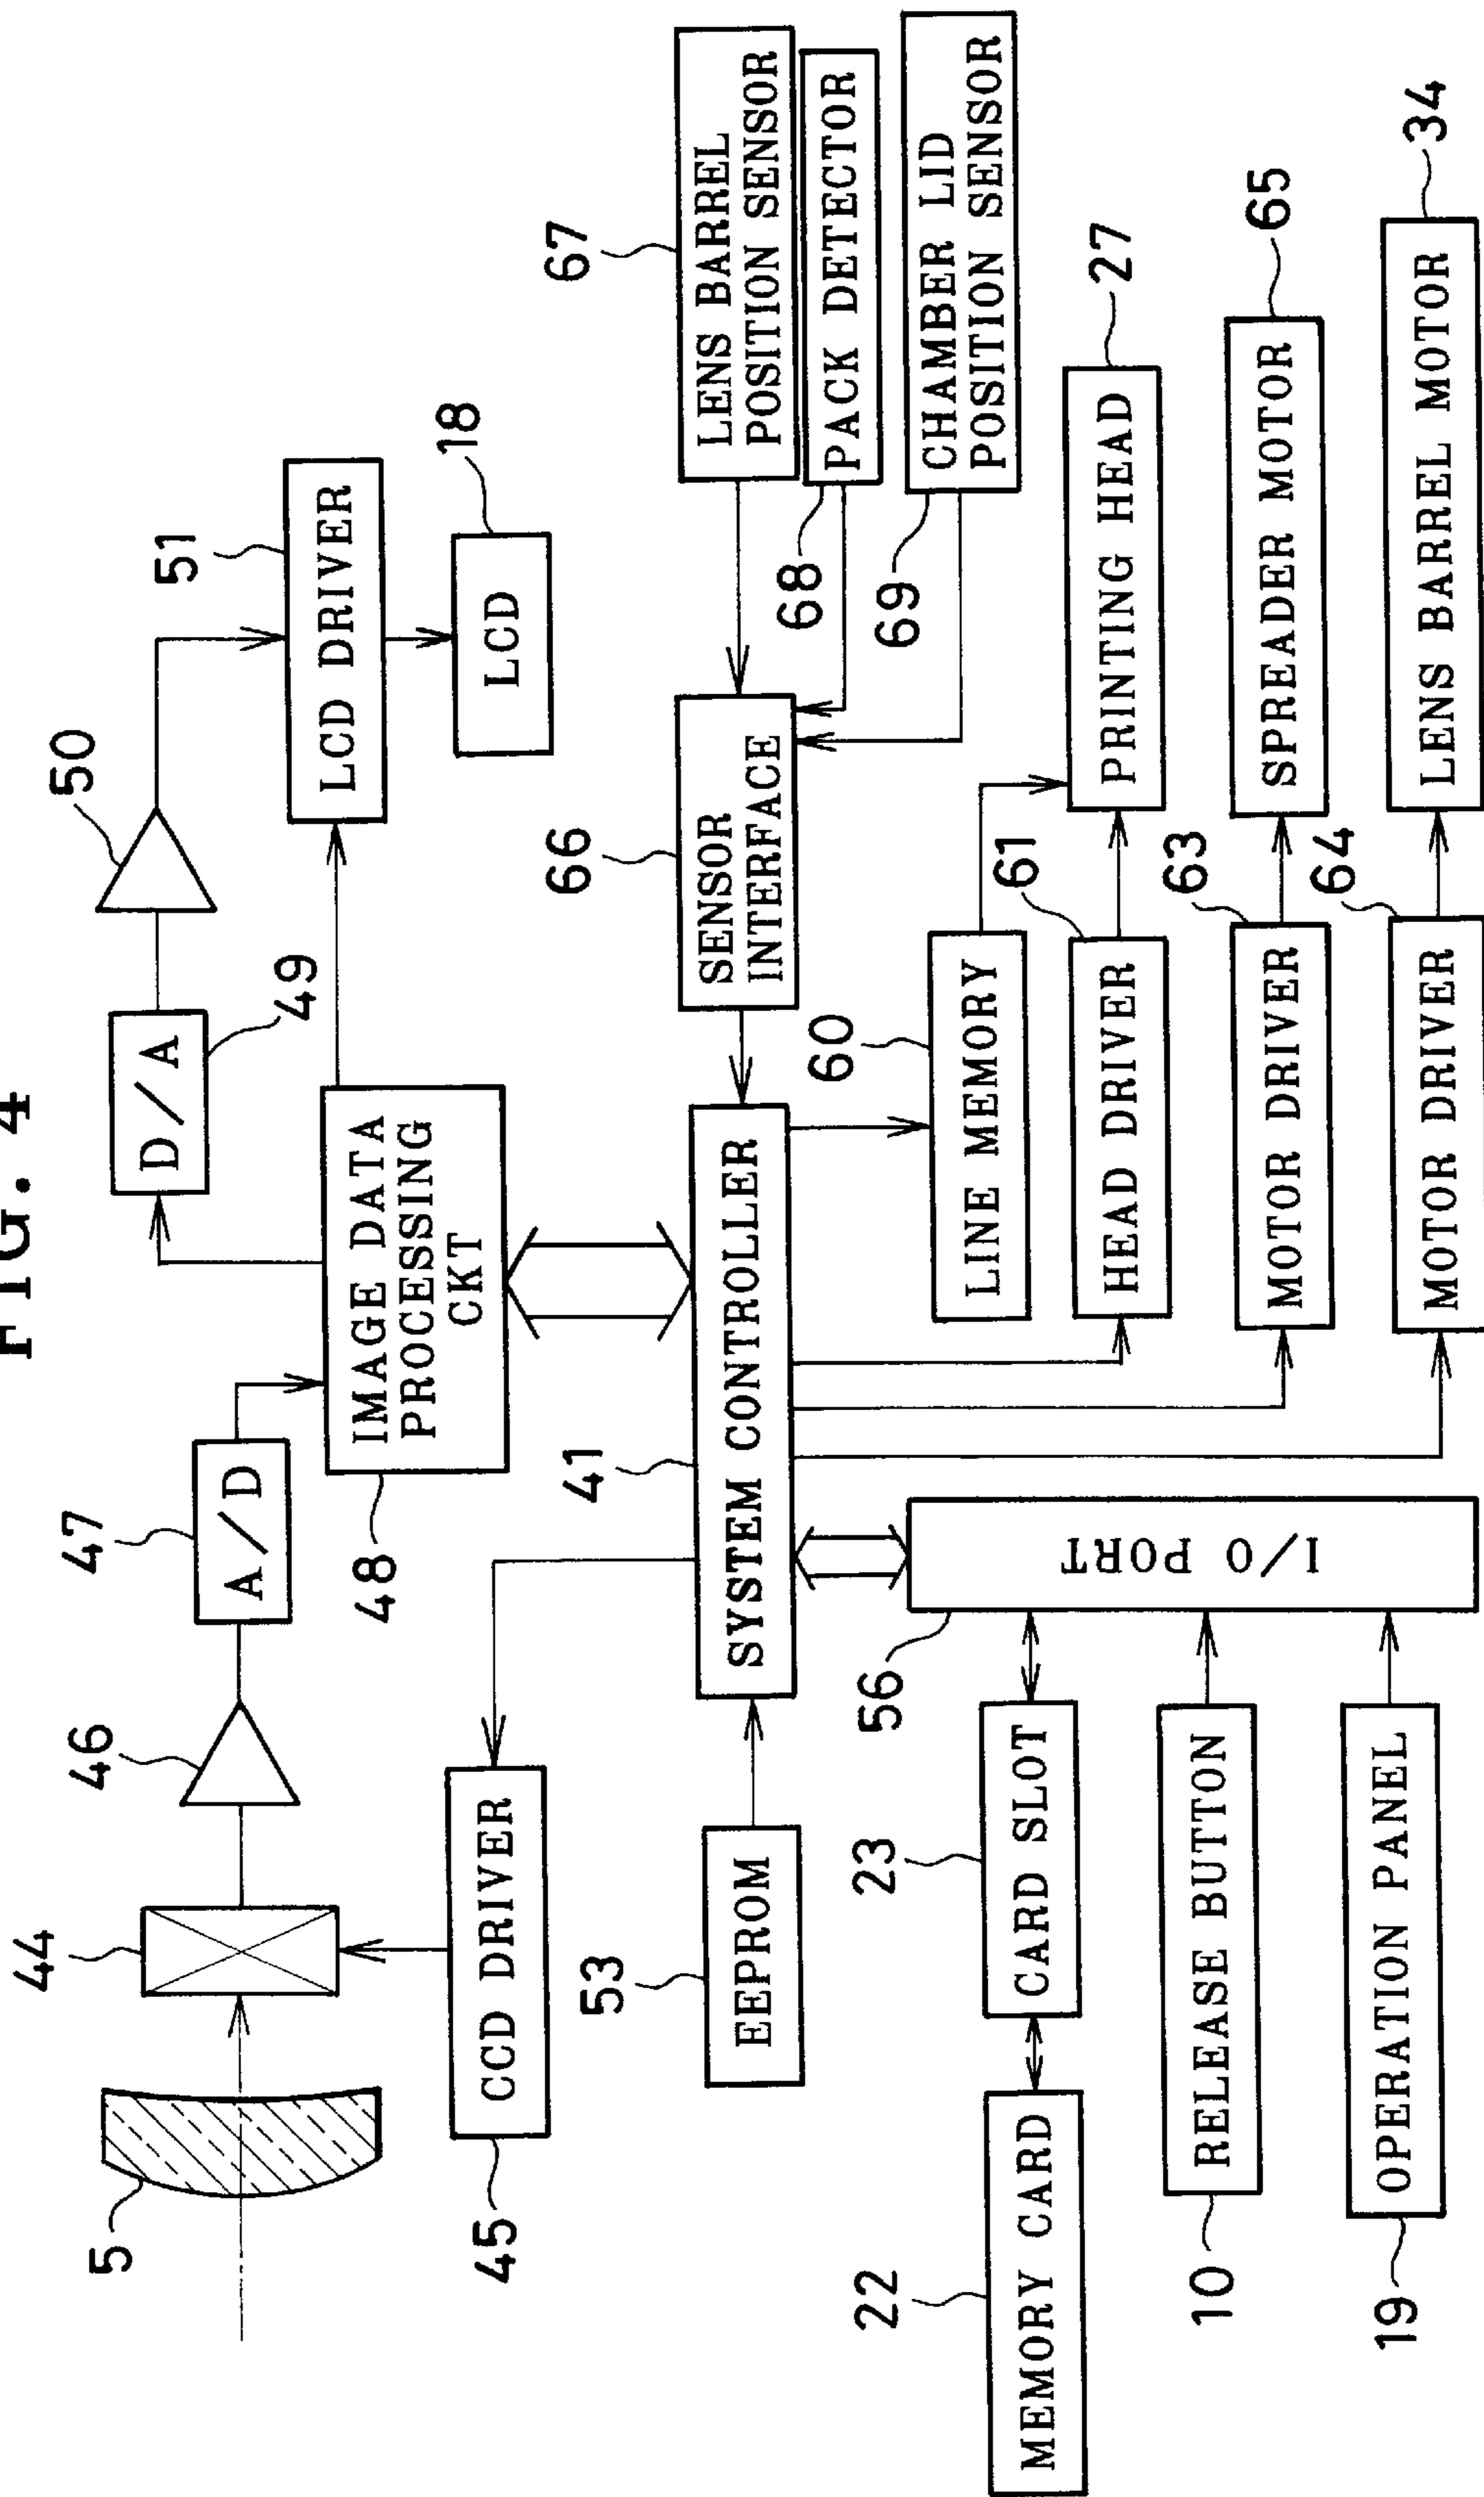 FIG. 4
44
46
47
49
50
51
5
A/D
D/A
LCD DRIVER
18
LCD
48
IMAGE DATA
PROCESSING
CKT
45
CCD DRIVER
41
66
67
53
EEPROM
SYSTEM CONTROLLER
SENSOR
INTERFACE
LENS BARREL
POSITION SENSOR
68
PACK DETECTOR
69
CHAMBER LID
POSITION SENSOR
22
23
56
60
MEMORY CARD
CARD SLOT
I/O PORT
LINE MEMORY
61
27
HEAD DRIVER
PRINTING HEAD
10
RELEASE BUTTON
63
65
MOTOR DRIVER
SPREADER MOTOR
19
OPERATION PANEL
64
34
MOTOR DRIVER
LENS BARREL MOTOR